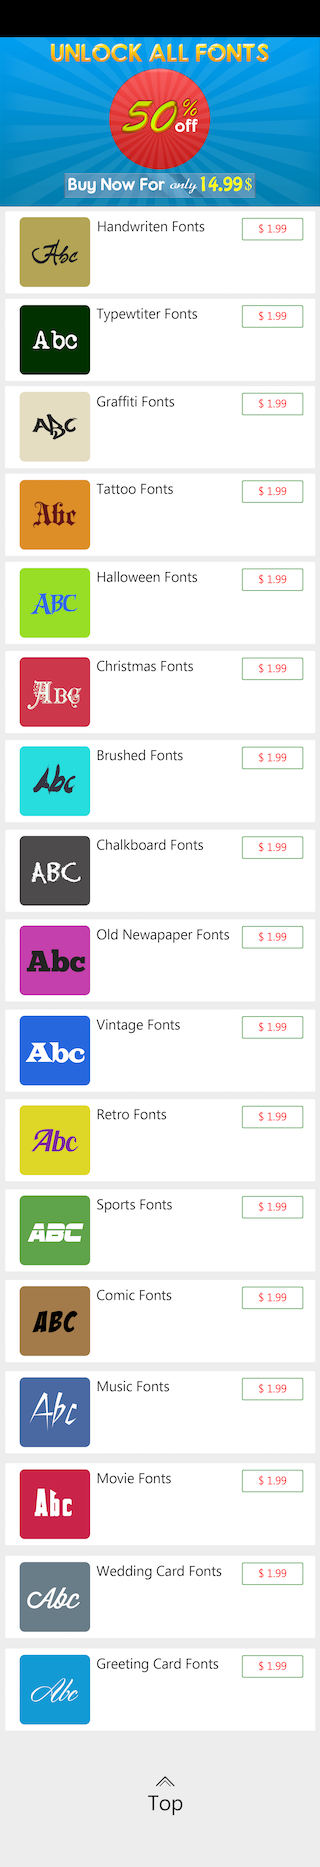 UNLOCK ALL FONTS
50% off
Buy Now For only 14.99$
Abc
Handwriten Fonts
$ 1.99
Abc
Typewtiter Fonts
$ 1.99
ABC
Graffiti Fonts
$ 1.99
Abc
Tattoo Fonts
$ 1.99
ABC
Halloween Fonts
$ 1.99
ABC
Christmas Fonts
$ 1.99
Abc
Brushed Fonts
$ 1.99
ABC
Chalkboard Fonts
$ 1.99
Abc
Old Newapaper Fonts
$ 1.99
Abc
Vintage Fonts
$ 1.99
Abc
Retro Fonts
$ 1.99
ABC
Sports Fonts
$ 1.99
ABC
Comic Fonts
$ 1.99
Abc
Music Fonts
$ 1.99
Abc
Movie Fonts
$ 1.99
Abc
Wedding Card Fonts
$ 1.99
Abc
Greeting Card Fonts
$ 1.99
Top